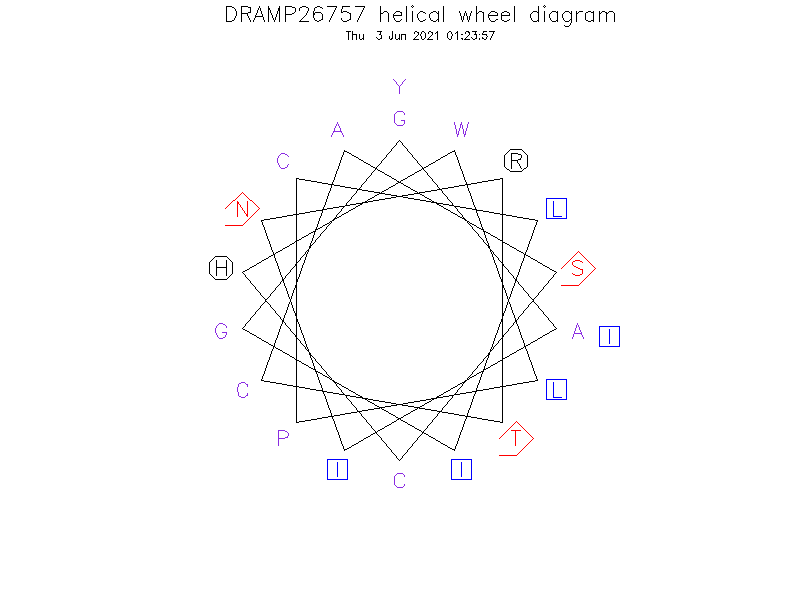 DRAMP26757 helical wheel diagram
Thu 3 Jun 2021 01:23:57
Y
G
A W
C R
N L
H S
G A I
C L
P T
I I
C